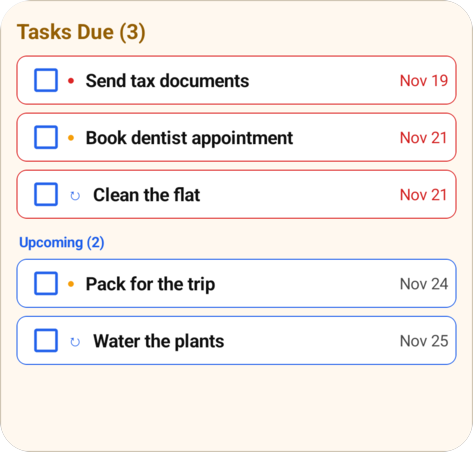 Tasks Due (3)
Send tax documents Nov 19
Book dentist appointment Nov 21
Clean the flat Nov 21
Upcoming (2)
Pack for the trip Nov 24
Water the plants Nov 25